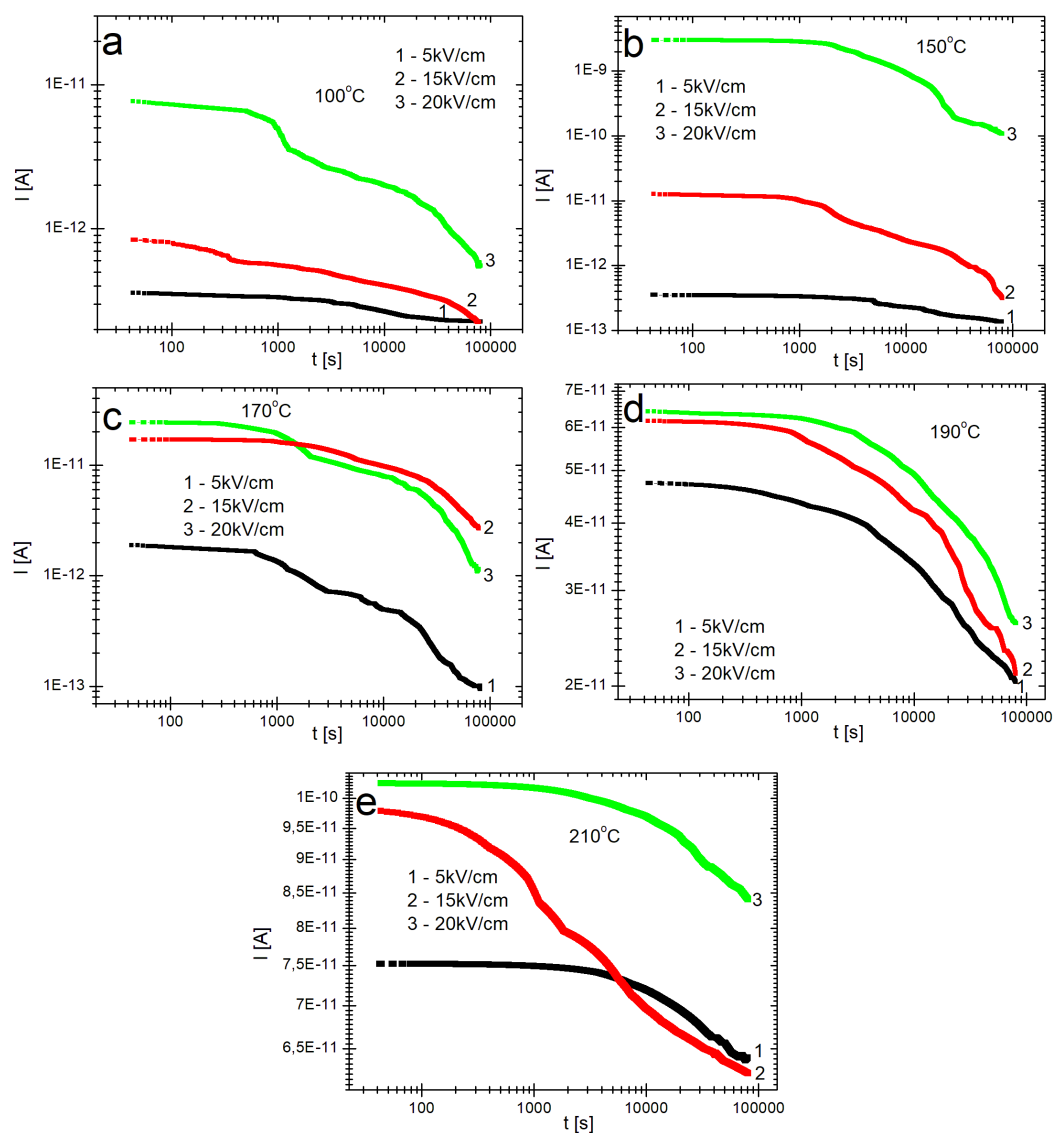 a
1 - 5kV/cm
2 - 15kV/cm
3 - 20kV/cm
100°C
I [A]
1E-11
1E-12
1
2
3
100
1000
10000
100000
t [s]
b
150°C
1 - 5kV/cm
2 - 15kV/cm
3 - 20kV/cm
I [A]
1E-9
1E-10
1E-11
1E-12
1E-13
3
2
1
100
1000
10000
100000
t [s]
c
170°C
1 - 5kV/cm
2 - 15kV/cm
3 - 20kV/cm
I [A]
1E-11
1E-12
1E-13
2
3
1
100
1000
10000
100000
t [s]
d
190°C
1 - 5kV/cm
2 - 15kV/cm
3 - 20kV/cm
I [A]
7E-11
6E-11
5E-11
4E-11
3E-11
2E-11
3
2
1
100
1000
10000
100000
t [s]
e
210°C
1 - 5kV/cm
2 - 15kV/cm
3 - 20kV/cm
I [A]
1E-10
9,5E-11
9E-11
8,5E-11
8E-11
7,5E-11
7E-11
6,5E-11
3
1
2
100
1000
10000
100000
t [s]